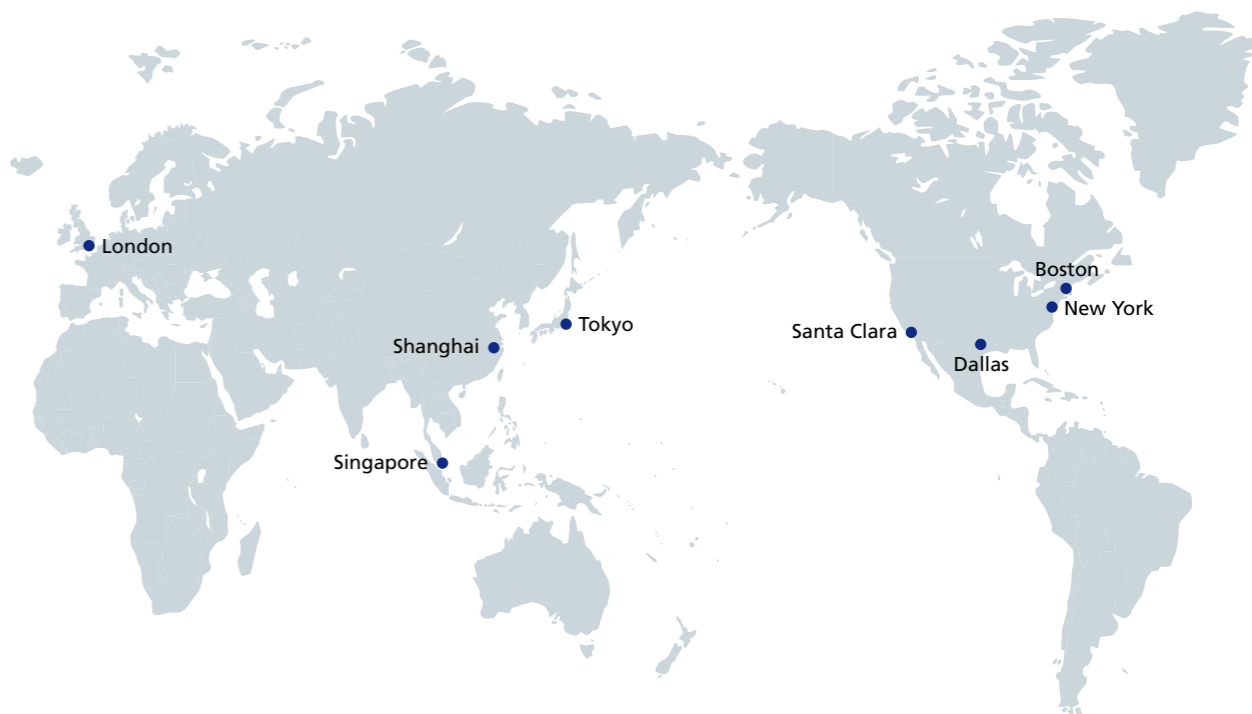 London
Boston
New York
Tokyo
Santa Clara
Shanghai
Dallas
Singapore